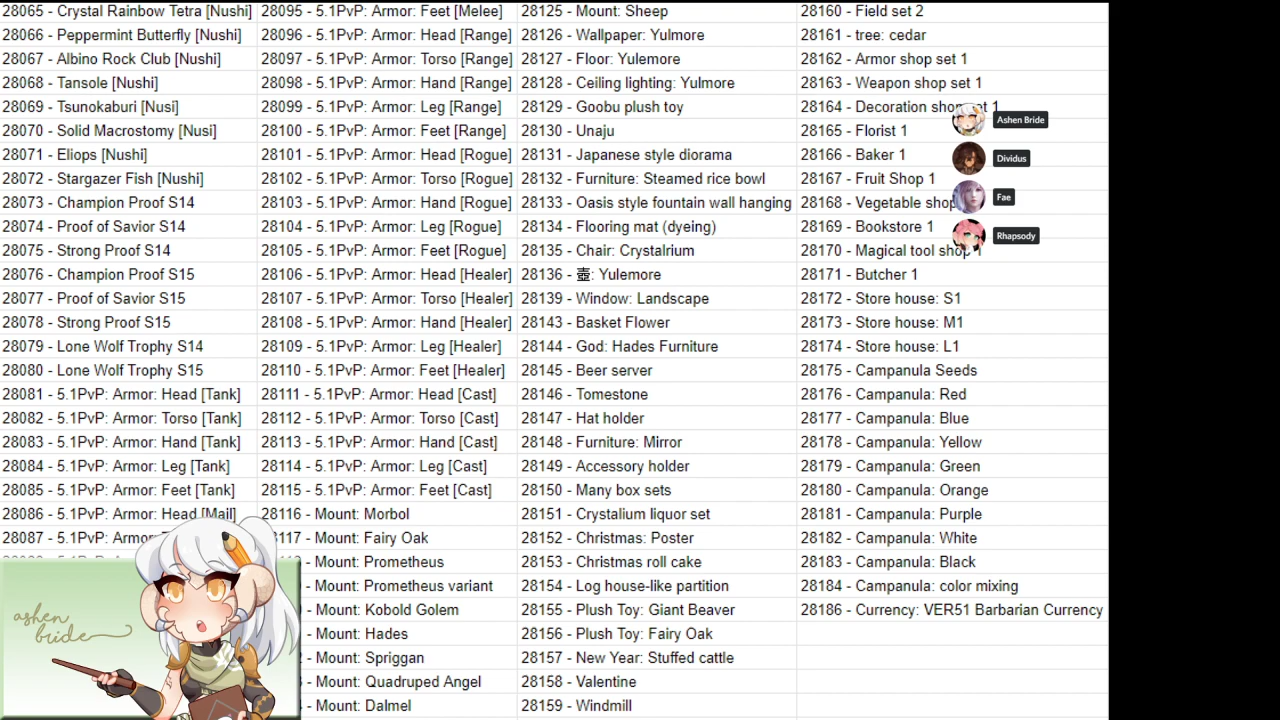 28065 - Crystal Rainbow Tetra [Nushi]
28066 - Peppermint Butterfly [Nushi]
28067 - Albino Rock Club [Nushi]
28068 - Tansole [Nushi]
28069 - Tsunokaburi [Nusi]
28070 - Solid Macrostomy [Nusi]
28071 - Eliops [Nushi]
28072 - Stargazer Fish [Nushi]
28073 - Champion Proof S14
28074 - Proof of Savior S14
28075 - Strong Proof S14
28076 - Champion Proof S15
28077 - Proof of Savior S15
28078 - Strong Proof S15
28079 - Lone Wolf Trophy S14
28080 - Lone Wolf Trophy S15
28081 - 5.1PvP: Armor: Head [Tank]
28082 - 5.1PvP: Armor: Torso [Tank]
28083 - 5.1PvP: Armor: Hand [Tank]
28084 - 5.1PvP: Armor: Leg [Tank]
28085 - 5.1PvP: Armor: Feet [Tank]
28086 - 5.1PvP: Armor: Head [Mail]
28087 - 5.1PvP: Armor:
28095 - 5.1PvP: Armor: Feet [Melee]
28096 - 5.1PvP: Armor: Head [Range]
28097 - 5.1PvP: Armor: Torso [Range]
28098 - 5.1PvP: Armor: Hand [Range]
28099 - 5.1PvP: Armor: Leg [Range]
28100 - 5.1PvP: Armor: Feet [Range]
28101 - 5.1PvP: Armor: Head [Rogue]
28102 - 5.1PvP: Armor: Torso [Rogue]
28103 - 5.1PvP: Armor: Hand [Rogue]
28104 - 5.1PvP: Armor: Leg [Rogue]
28105 - 5.1PvP: Armor: Feet [Rogue]
28106 - 5.1PvP: Armor: Head [Healer]
28107 - 5.1PvP: Armor: Torso [Healer]
28108 - 5.1PvP: Armor: Hand [Healer]
28109 - 5.1PvP: Armor: Leg [Healer]
28110 - 5.1PvP: Armor: Feet [Healer]
28111 - 5.1PvP: Armor: Head [Cast]
28112 - 5.1PvP: Armor: Torso [Cast]
28113 - 5.1PvP: Armor: Hand [Cast]
28114 - 5.1PvP: Armor: Leg [Cast]
28115 - 5.1PvP: Armor: Feet [Cast]
28116 - Mount: Morbol
117 - Mount: Fairy Oak
- Mount: Prometheus
- Mount: Prometheus variant
- Mount: Kobold Golem
- Mount: Hades
- Mount: Spriggan
- Mount: Quadruped Angel
- Mount: Dalmel
28125 - Mount: Sheep
28126 - Wallpaper: Yulmore
28127 - Floor: Yulemore
28128 - Ceiling lighting: Yulmore
28129 - Goobu plush toy
28130 - Unaju
28131 - Japanese style diorama
28132 - Furniture: Steamed rice bowl
28133 - Oasis style fountain wall hanging
28134 - Flooring mat (dyeing)
28135 - Chair: Crystalrium
28136 - 壺: Yulemore
28139 - Window: Landscape
28143 - Basket Flower
28144 - God: Hades Furniture
28145 - Beer server
28146 - Tomestone
28147 - Hat holder
28148 - Furniture: Mirror
28149 - Accessory holder
28150 - Many box sets
28151 - Crystalium liquor set
28152 - Christmas: Poster
28153 - Christmas roll cake
28154 - Log house-like partition
28155 - Plush Toy: Giant Beaver
28156 - Plush Toy: Fairy Oak
28157 - New Year: Stuffed cattle
28158 - Valentine
28159 - Windmill
28160 - Field set 2
28161 - tree: cedar
28162 - Armor shop set 1
28163 - Weapon shop set 1
28164 - Decoration shop set 1
28165 - Florist 1
28166 - Baker 1
28167 - Fruit Shop 1
28168 - Vegetable shop
28169 - Bookstore 1
28170 - Magical tool shop 1
28171 - Butcher 1
28172 - Store house: S1
28173 - Store house: M1
28174 - Store house: L1
28175 - Campanula Seeds
28176 - Campanula: Red
28177 - Campanula: Blue
28178 - Campanula: Yellow
28179 - Campanula: Green
28180 - Campanula: Orange
28181 - Campanula: Purple
28182 - Campanula: White
28183 - Campanula: Black
28184 - Campanula: color mixing
28186 - Currency: VER51 Barbarian Currency
Ashen Bride
Dividus
Fae
Rhapsody
ashen
bride